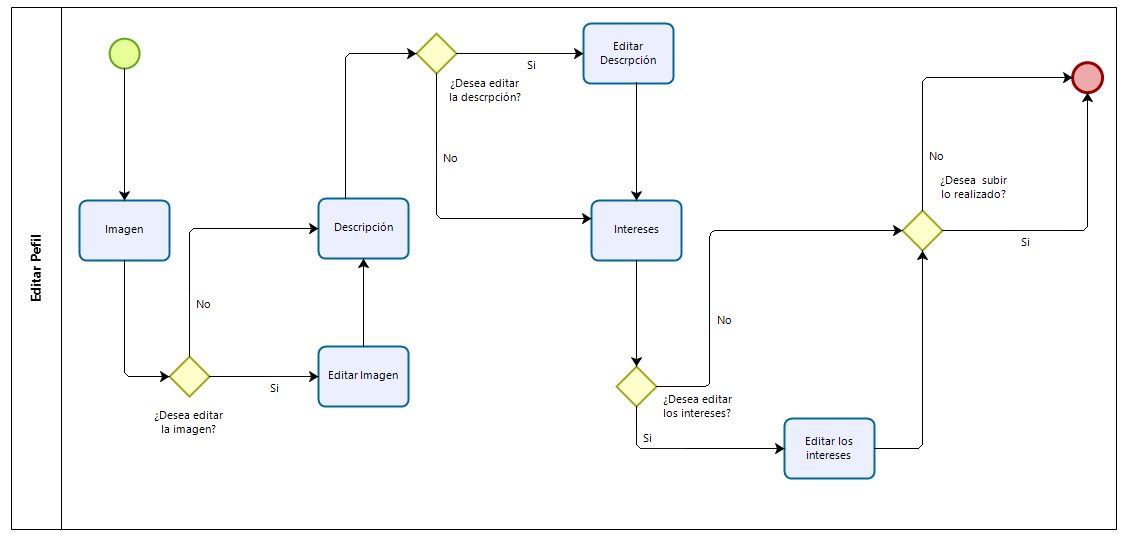 Editar Pefil
Imagen
¿Desea editar
la imagen?
No
Si
Editar Imagen
Descripción
¿Desea editar
la descrpción?
Si
No
Editar
Descrpción
Intereses
¿Desea editar
los intereses?
No
Si
Editar los
intereses
¿Desea  subir
lo realizado?
No
Si